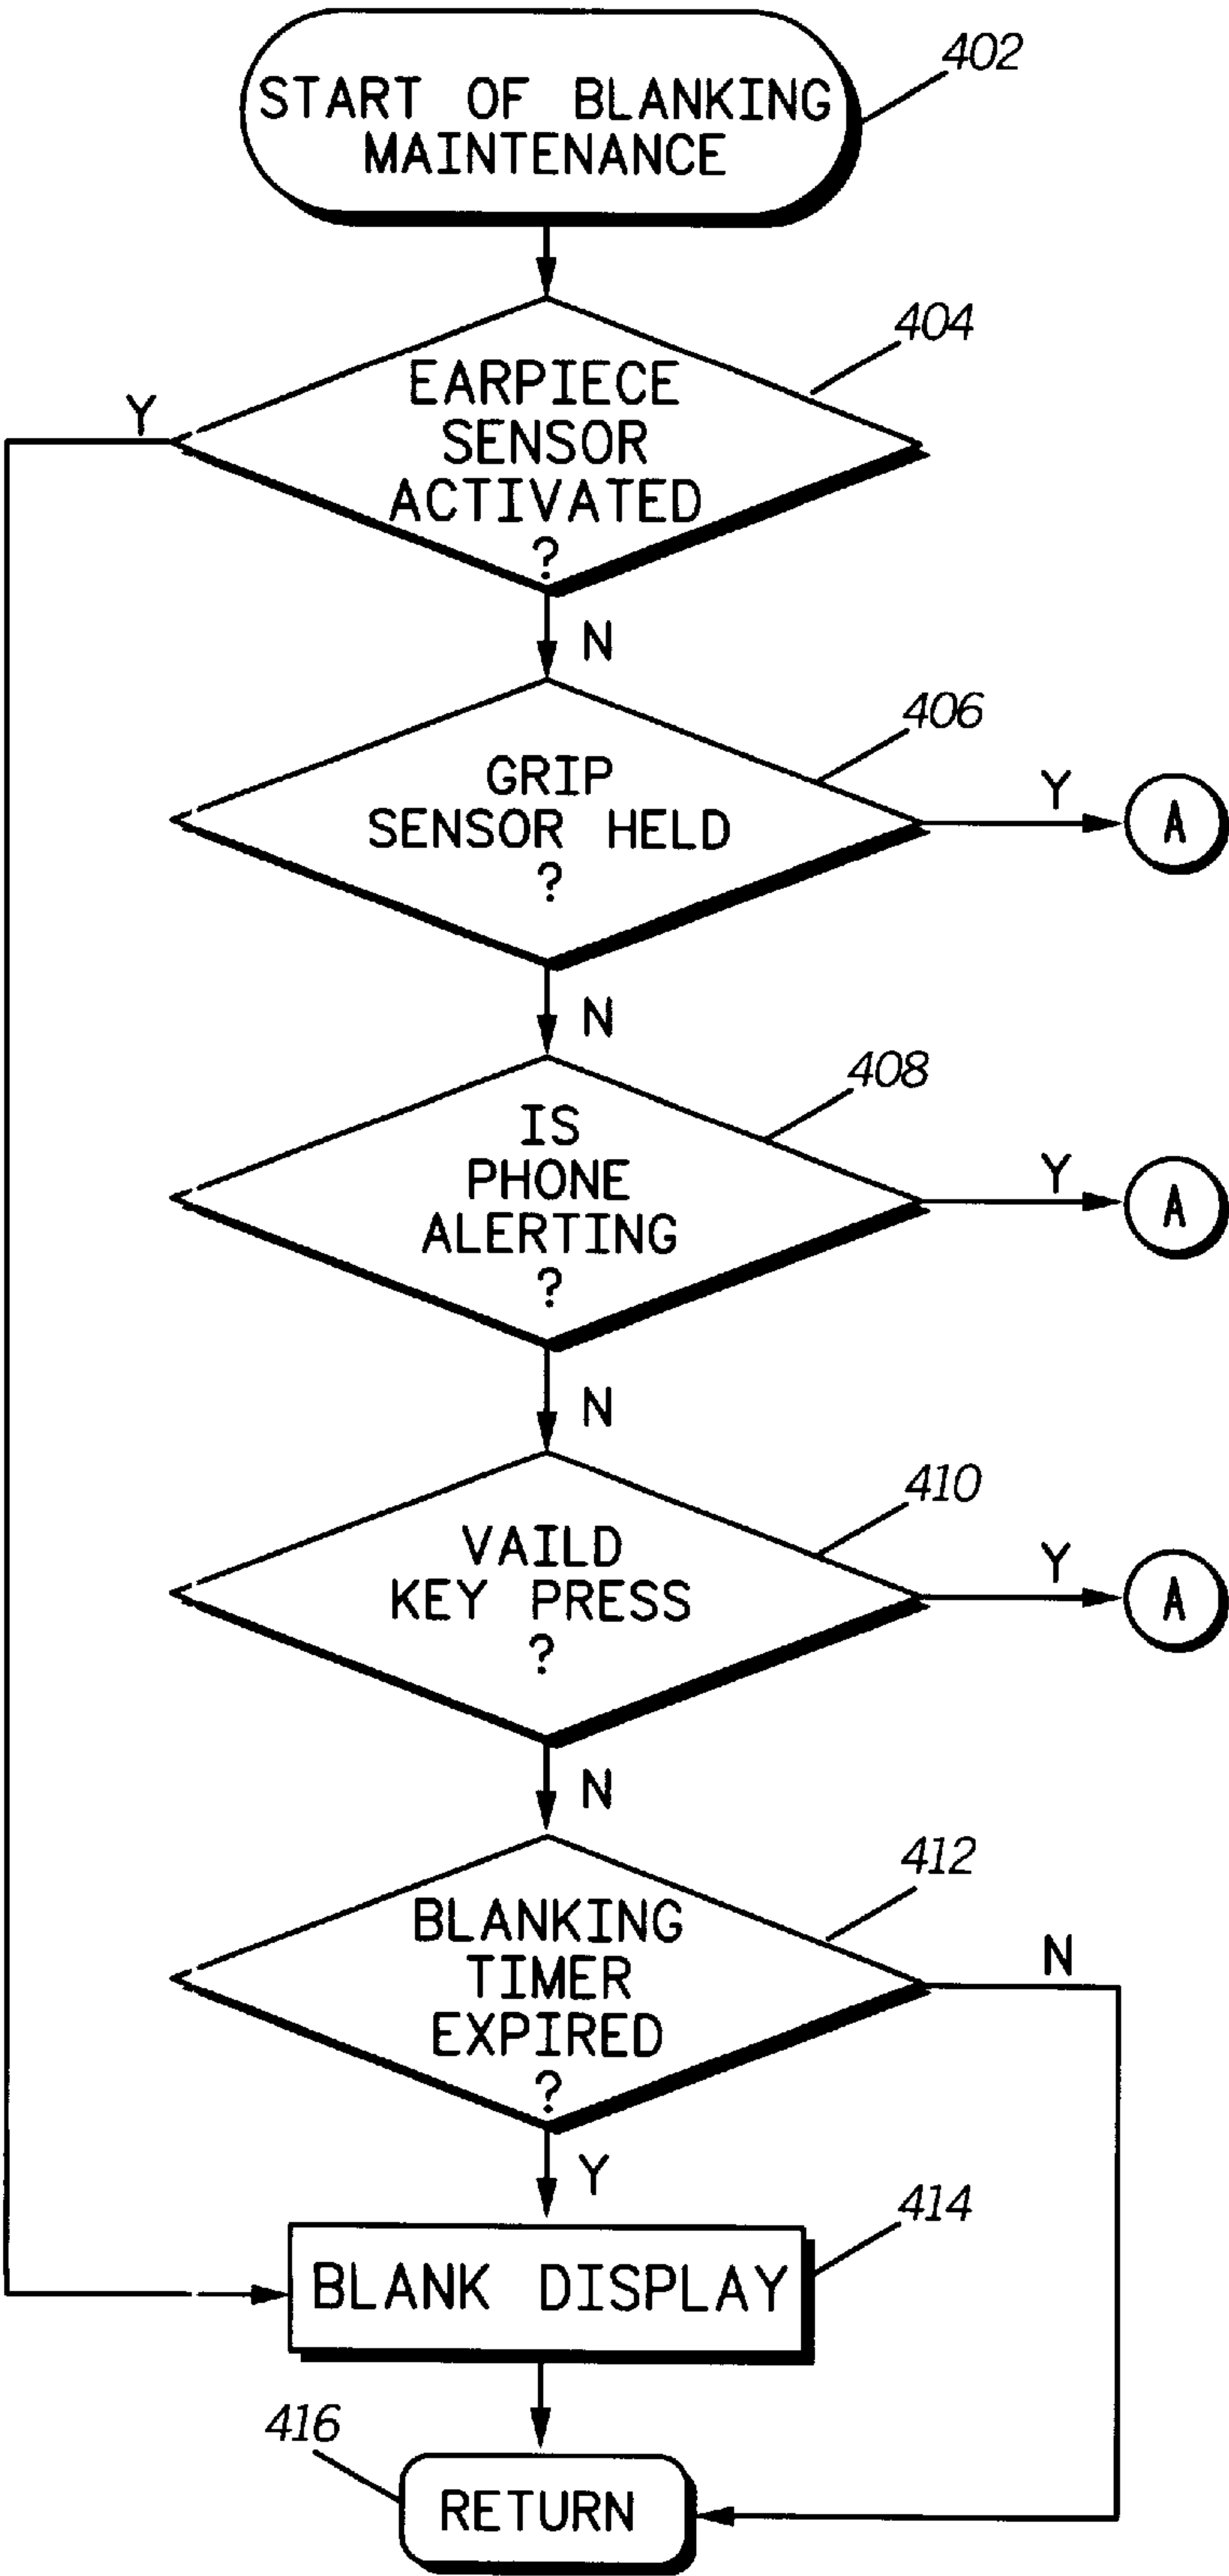 START OF BLANKING
MAINTENANCE
402
EARPIECE
SENSOR
ACTIVATED
?
404
Y
N
GRIP
SENSOR HELD
?
406
Y
A
N
IS
PHONE
ALERTING
?
408
Y
A
N
VAILD
KEY PRESS
?
410
Y
A
N
BLANKING
TIMER
EXPIRED
?
412
N
Y
BLANK DISPLAY
414
416
RETURN